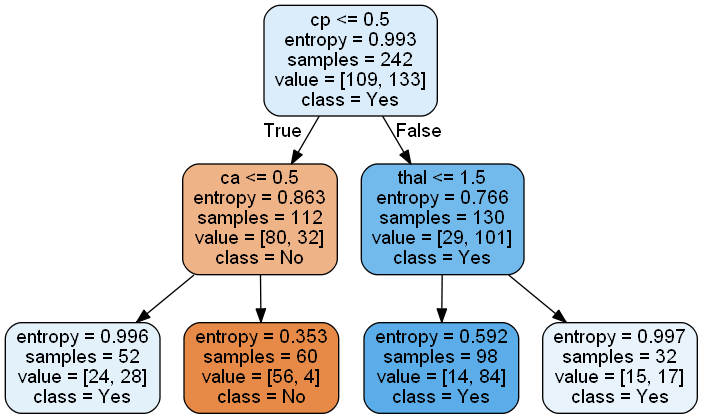 cp <= 0.5
entropy = 0.993
samples = 242
value = [109, 133]
class = Yes
True
False
ca <= 0.5
entropy = 0.863
samples = 112
value = [80, 32]
class = No
thal <= 1.5
entropy = 0.766
samples = 130
value = [29, 101]
class = Yes
entropy = 0.996
samples = 52
value = [24, 28]
class = Yes
entropy = 0.353
samples = 60
value = [56, 4]
class = No
entropy = 0.592
samples = 98
value = [14, 84]
class = Yes
entropy = 0.997
samples = 32
value = [15, 17]
class = Yes